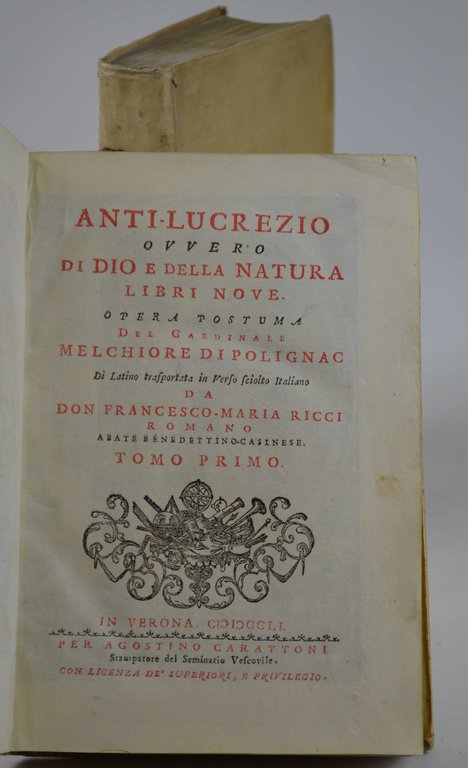 ANTI-LUCREZIO
OVVERO
DI DIO E DELLA NATURA
LIBRI NOVE.
OPERA POSTUMA
DEL CARDINALE
MELCHIORE DI POLIGNAC
Di Latino traſportata in Verſo ſciolto Italiano
DA
DON FRANCESCO-MARIA RICCI
ROMANO
ABATE BENEDETTINO-CASINESE.
TOMO PRIMO.
IN VERONA. CIↃIↃCCLI.
PER AGOSTINO CARATTONI
Stampatore del Seminario Veſcovile.
CON LICENZA DE' SUPERIORI, E PRIVILEGIO.